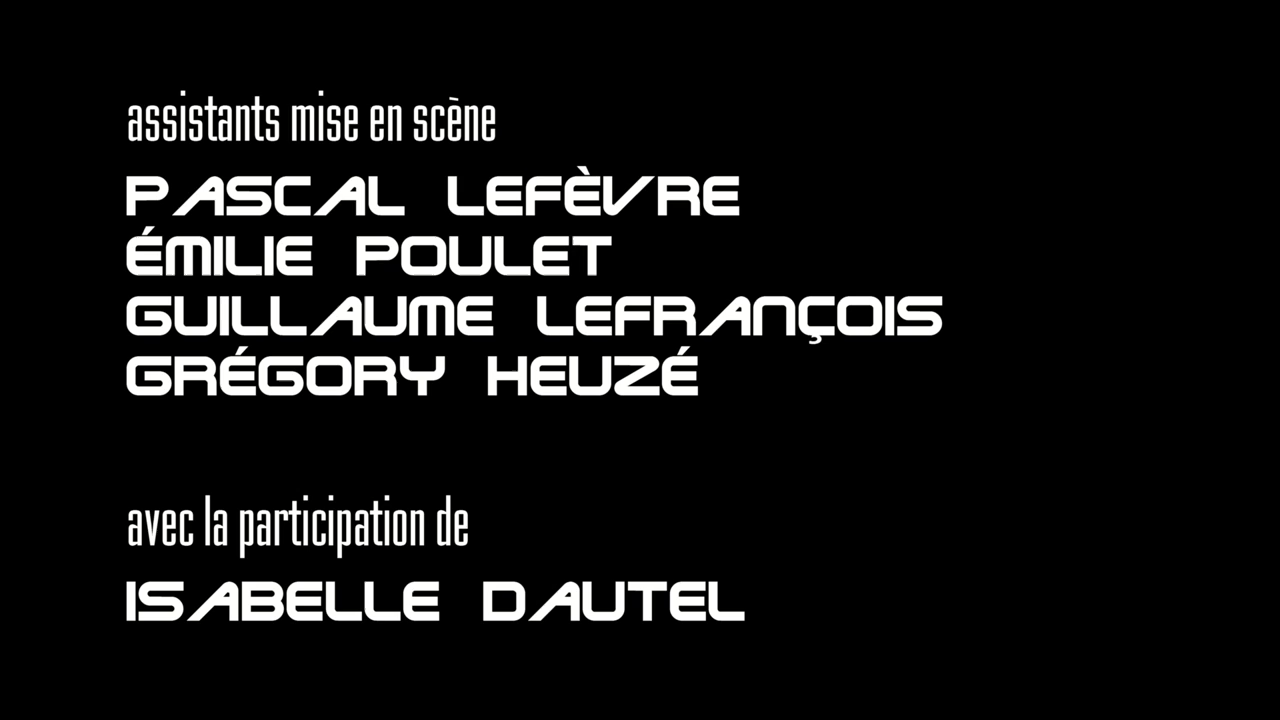 assistants mise en scène
PASCAL LEFÈVRE
ÉMILIE POULET
GUILLAUME LEFRANÇOIS
GRÉGORY HEUZÉ
avec la participation de
ISABELLE DAUTEL